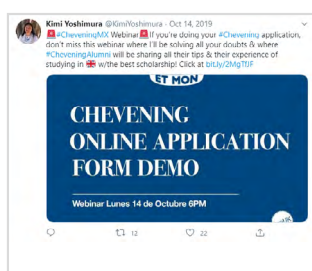 Kimi Yoshimura @KimiYoshimura · Oct 14, 2019
🚨#CheveningMX Webinar🚨If you're doing your #Chevening application,
don't miss this webinar where I'll be solving all your doubts & where
#CheveningAlumni will be sharing all their tips & their experience of
studying in 🇬🇧 w/the best scholarship! Click at bit.ly/2MgTfJF
ET MON
CHEVENING
ONLINE APPLICATION
FORM DEMO
Webinar Lunes 14 de Octubre 6PM
12
22